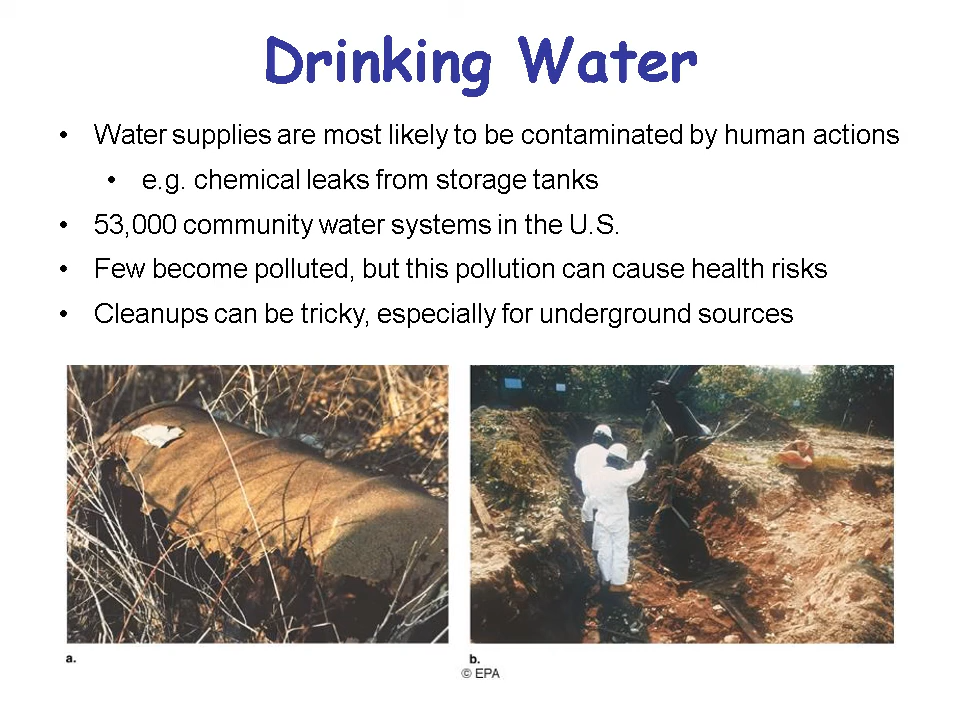 Drinking Water
• Water supplies are most likely to be contaminated by human actions
• e.g. chemical leaks from storage tanks
• 53,000 community water systems in the U.S.
• Few become polluted, but this pollution can cause health risks
• Cleanups can be tricky, especially for underground sources
a.
b.
© EPA